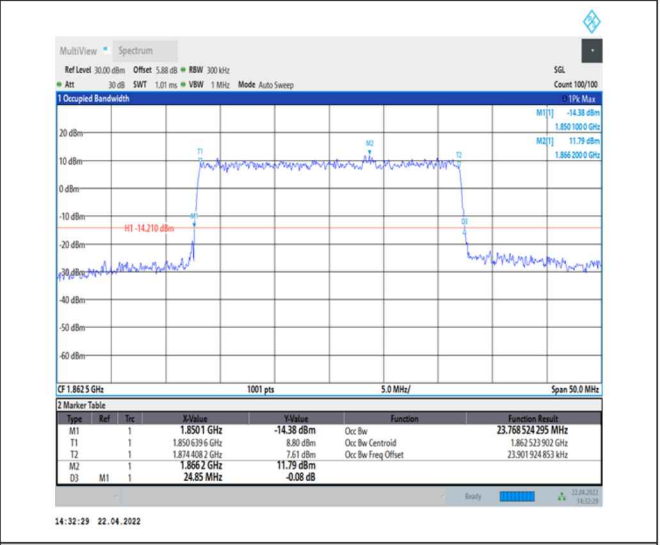 MultiView Spectrum
Ref Level 30.00 dBm Offset 5.88 dB RBW 300 kHz SGL
Att 30 dB SWT 1.01 ms VBW 1 MHz Mode Auto Sweep Count 100/100
1 Occupied Bandwidth 1Pk Max
M1[1] -14.38 dBm
1.850 100 0 GHz
M2[1] 11.79 dBm
1.866 200 0 GHz
20 dBm
T1 M2 T2
10 dBm
0 dBm
-10 dBm
M1 D3
H1 -14.210 dBm
-20 dBm
-30 dBm
-40 dBm
-50 dBm
-60 dBm
CF 1.862 5 GHz 1001 pts 5.0 MHz/ Span 50.0 MHz
2 Marker Table
Type Ref Trc X-Value Y-Value Function Function Result
M1 1 1.850 1 GHz -14.38 dBm Occ Bw 23.768 524 295 MHz
T1 1 1.850 639 6 GHz 8.80 dBm Occ Bw Centroid 1.862 523 902 GHz
T2 1 1.874 408 2 GHz 7.61 dBm Occ Bw Freq Offset 23.901 924 853 kHz
M2 1 1.866 2 GHz 11.79 dBm
D3 M1 1 24.85 MHz -0.08 dB
Ready 22.04.2022
14:32:29
14:32:29 22.04.2022